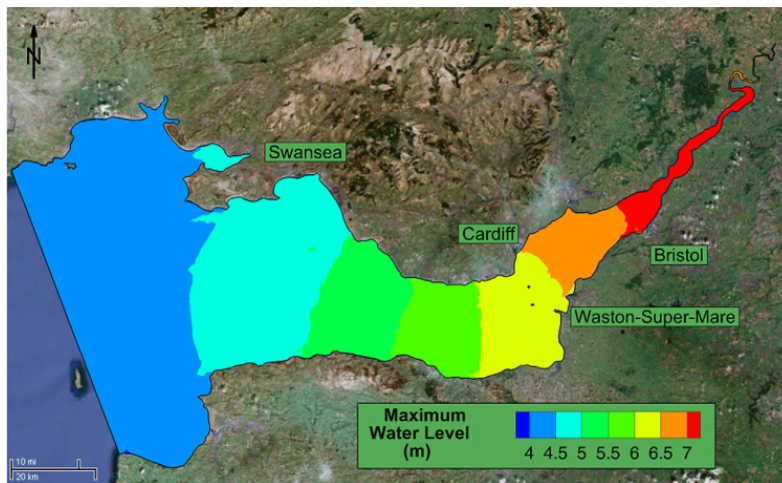 N
Swansea
Cardiff
Bristol
Waston-Super-Mare
Maximum
Water Level
(m)
4 4.5 5 5.5 6 6.5 7
10 mi
20 km